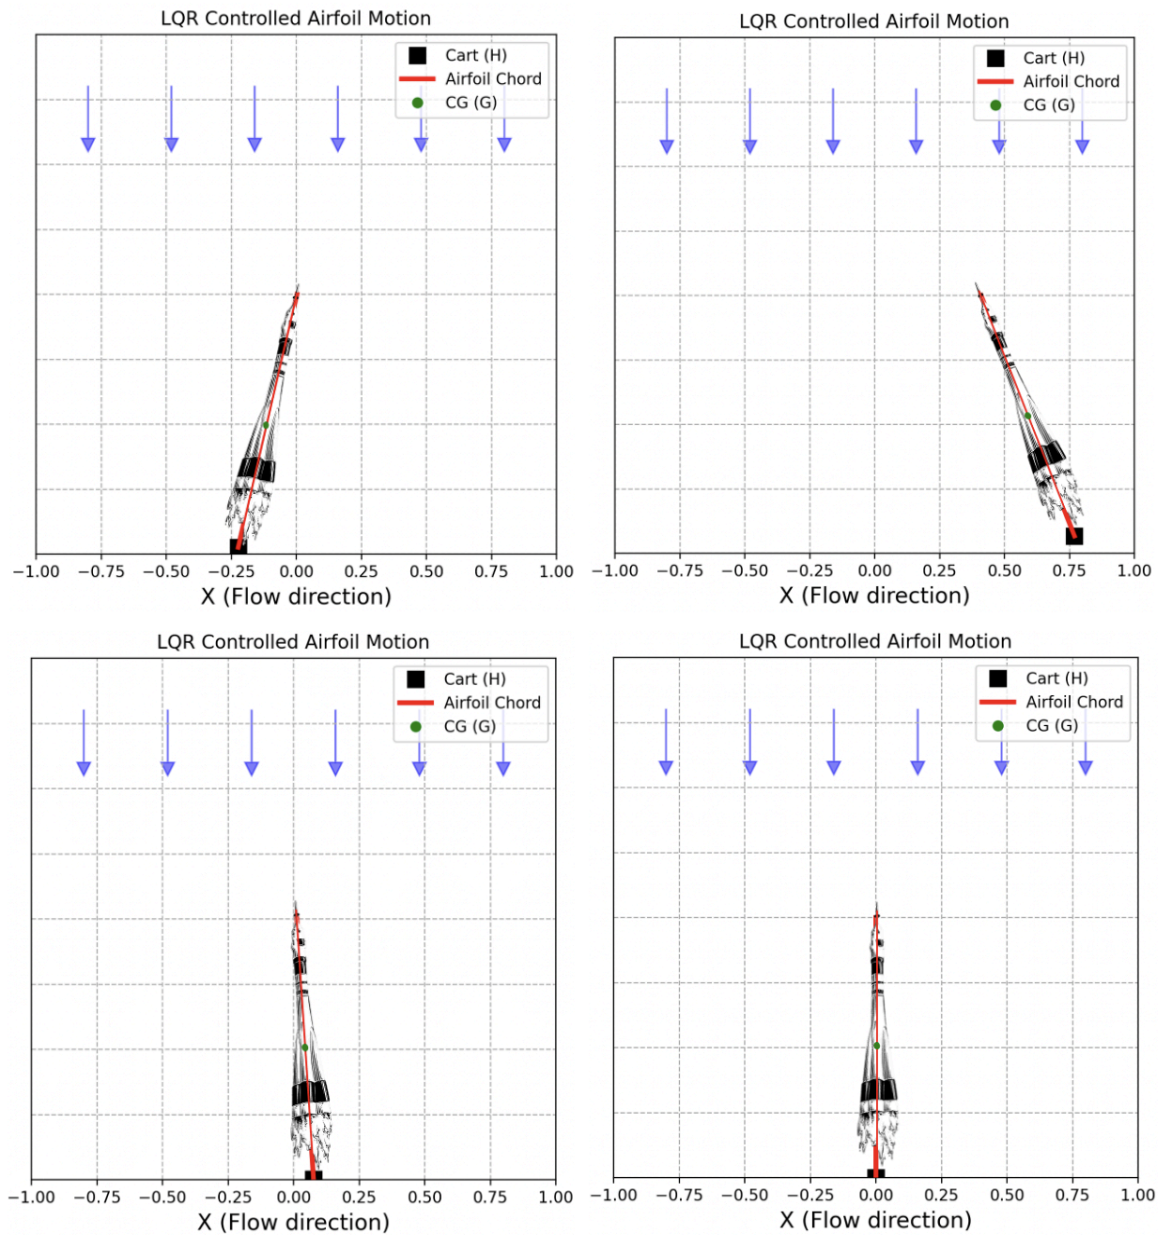 LQR Controlled Airfoil Motion
Cart (H)
Airfoil Chord
CG (G)
−1.00 −0.75 −0.50 −0.25 0.00 0.25 0.50 0.75 1.00
X (Flow direction)
LQR Controlled Airfoil Motion
Cart (H)
Airfoil Chord
CG (G)
−1.00 −0.75 −0.50 −0.25 0.00 0.25 0.50 0.75 1.00
X (Flow direction)
LQR Controlled Airfoil Motion
Cart (H)
Airfoil Chord
CG (G)
−1.00 −0.75 −0.50 −0.25 0.00 0.25 0.50 0.75 1.00
X (Flow direction)
LQR Controlled Airfoil Motion
Cart (H)
Airfoil Chord
CG (G)
−1.00 −0.75 −0.50 −0.25 0.00 0.25 0.50 0.75 1.00
X (Flow direction)